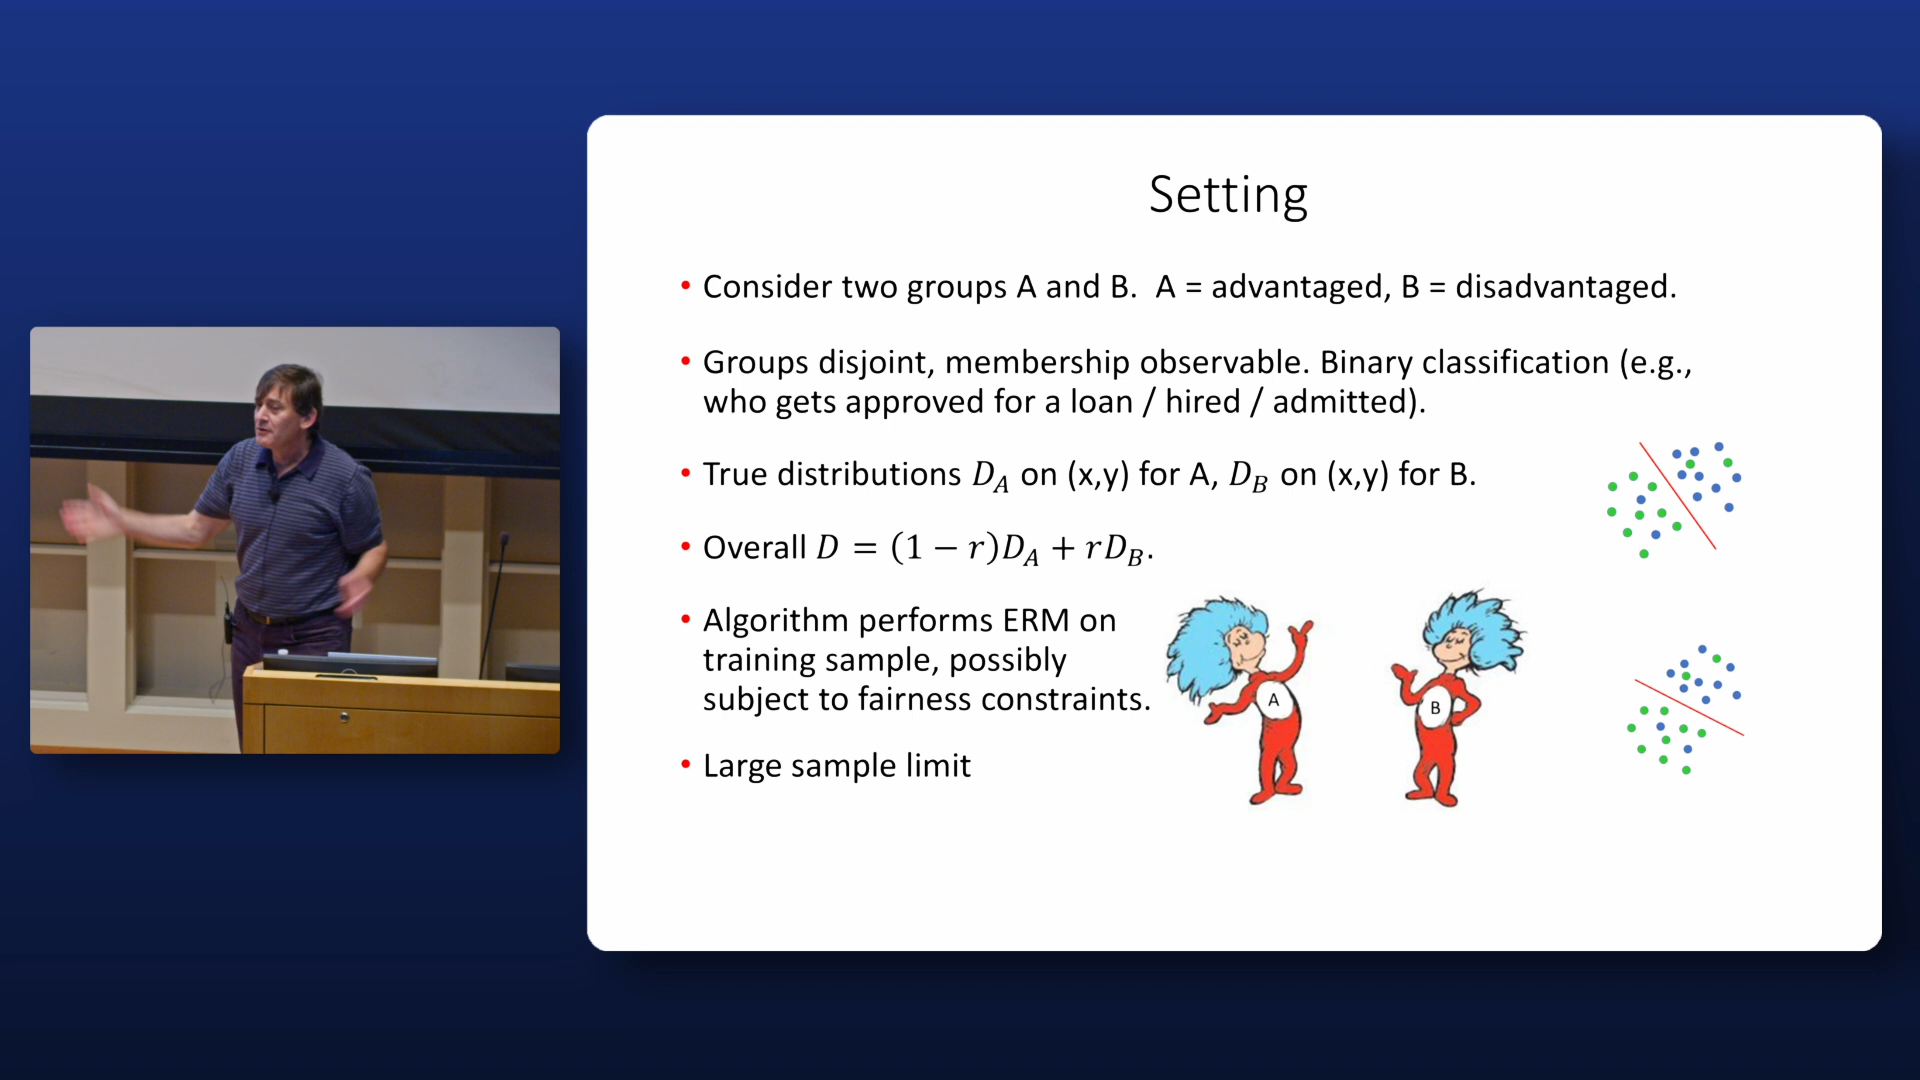 Setting
• Consider two groups A and B.  A = advantaged, B = disadvantaged.
• Groups disjoint, membership observable. Binary classification (e.g.,
who gets approved for a loan / hired / admitted).
• True distributions D_A on (x,y) for A, D_B on (x,y) for B.
• Overall D = (1 − r)D_A + rD_B.
• Algorithm performs ERM on
training sample, possibly
subject to fairness constraints.
• Large sample limit
A
B